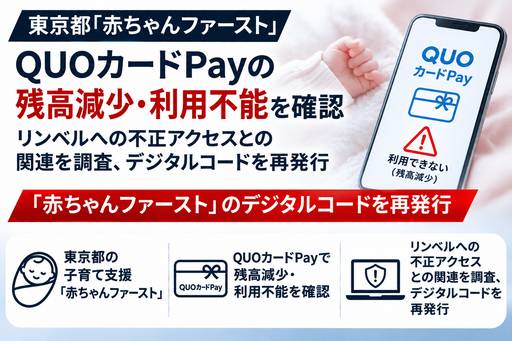 東京都「赤ちゃんファースト」
QUOカードPayの
残高減少・利用不能を確認
リンベルへの不正アクセスとの
関連を調査、デジタルコードを再発行
QUO
カードPay
利用できない
(残高減少)
「赤ちゃんファースト」のデジタルコードを再発行
東京都の
子育て支援
「赤ちゃんファースト」
QUOカードPay
QUOカードPayで
残高減少・
利用不能を確認
リンベルへの
不正アクセス
との関連を調査、
デジタルコードを
再発行